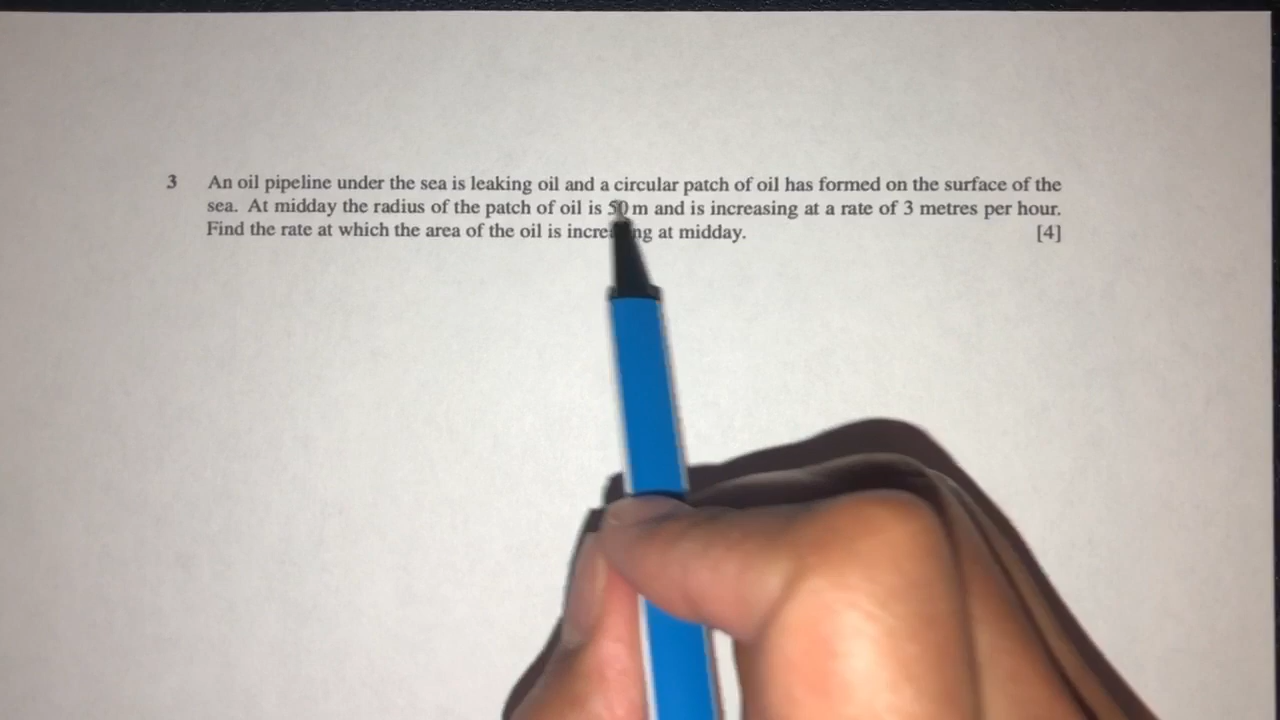 3 An oil pipeline under the sea is leaking oil and a circular patch of oil has formed on the surface of the
sea. At midday the radius of the patch of oil is 50 m and is increasing at a rate of 3 metres per hour.
Find the rate at which the area of the oil is increasing at midday. [4]